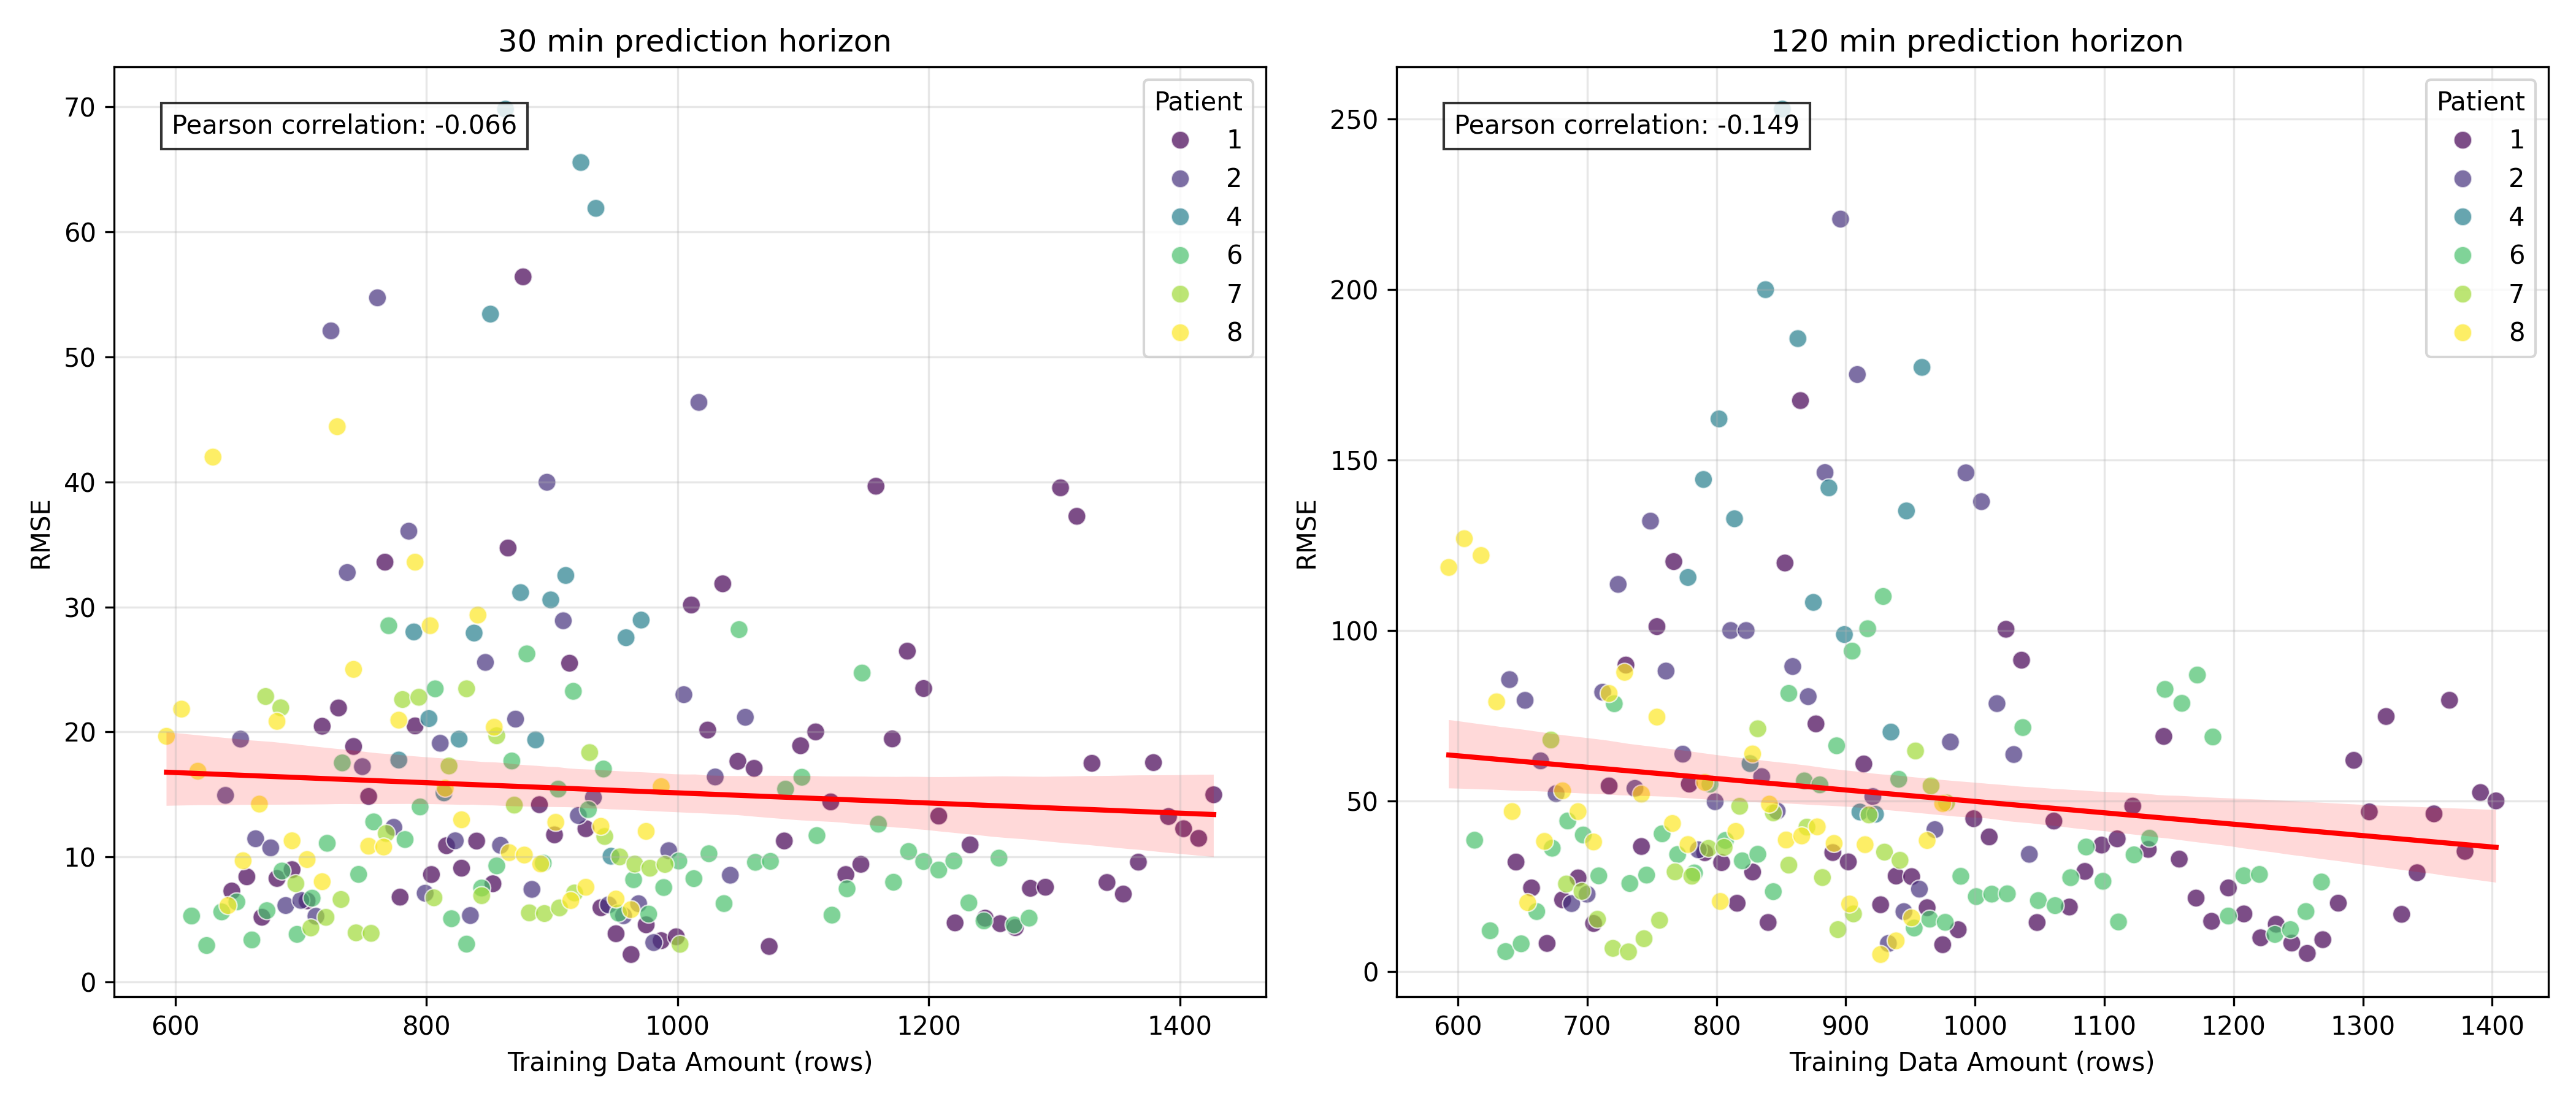 30 min prediction horizon
Pearson correlation: -0.066
Patient
1
2
4
6
7
8
RMSE
70
60
50
40
30
20
10
0
600 800 1000 1200 1400
Training Data Amount (rows)
120 min prediction horizon
Pearson correlation: -0.149
Patient
1
2
4
6
7
8
RMSE
250
200
150
100
50
0
600 700 800 900 1000 1100 1200 1300 1400
Training Data Amount (rows)